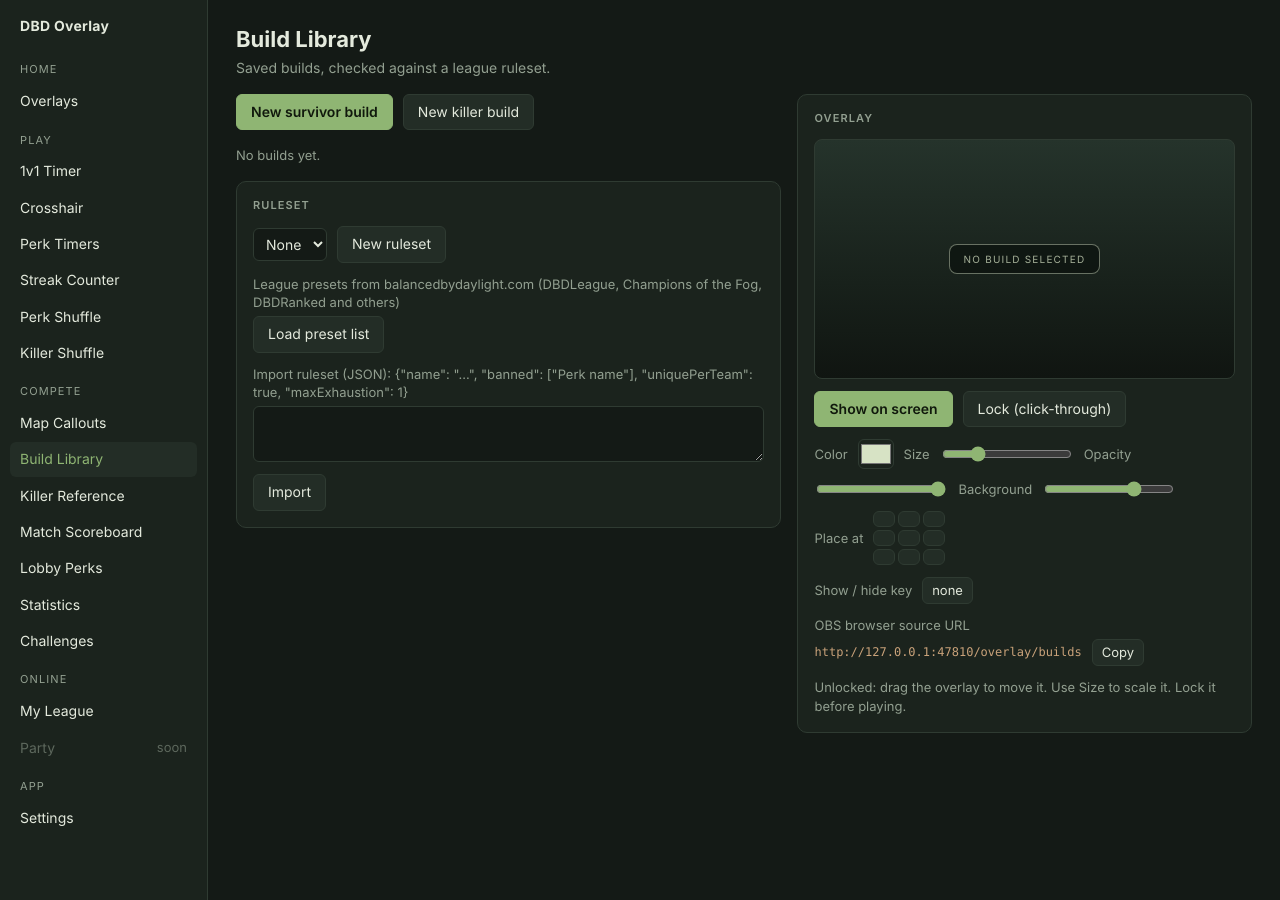 DBD Overlay
HOME
Overlays
PLAY
1v1 Timer
Crosshair
Perk Timers
Streak Counter
Perk Shuffle
Killer Shuffle
COMPETE
Map Callouts
Build Library
Killer Reference
Match Scoreboard
Lobby Perks
Statistics
Challenges
ONLINE
My League
Party soon
APP
Settings
Build Library
Saved builds, checked against a league ruleset.
New survivor build New killer build
No builds yet.
RULESET
None New ruleset
League presets from balancedbydaylight.com (DBDLeague, Champions of the Fog,
DBDRanked and others)
Load preset list
Import ruleset (JSON): {"name": "...", "banned": ["Perk name"], "uniquePerTeam":
true, "maxExhaustion": 1}
Import
OVERLAY
NO BUILD SELECTED
Show on screen Lock (click-through)
Color Size Opacity
Background
Place at
Show / hide key none
OBS browser source URL
http://127.0.0.1:47810/overlay/builds Copy
Unlocked: drag the overlay to move it. Use Size to scale it. Lock it
before playing.